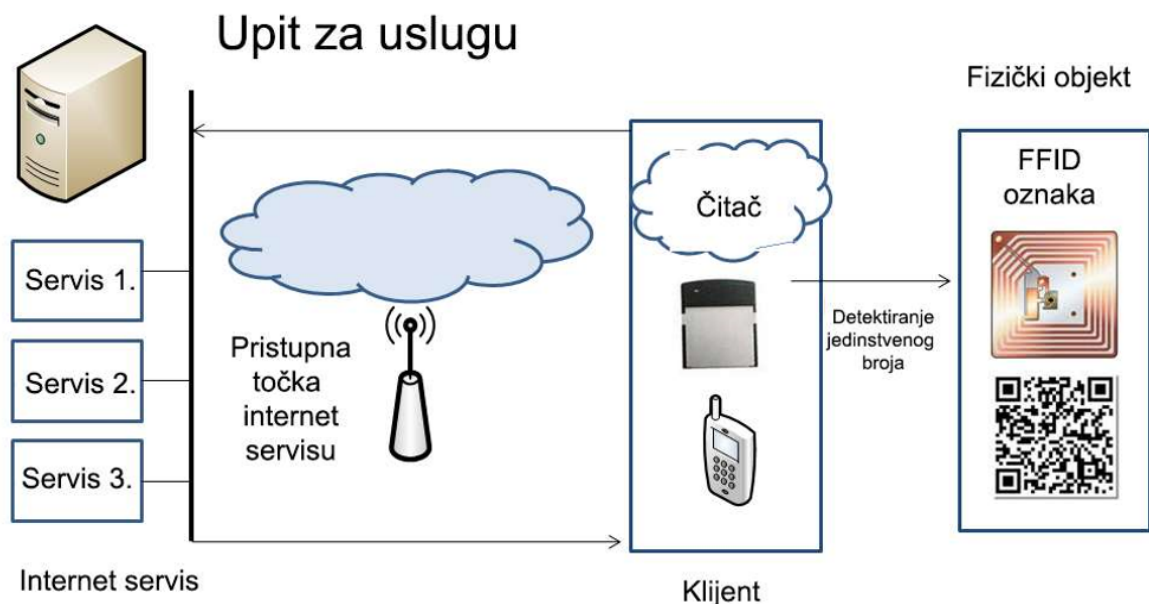 Upit za uslugu
Fizički objekt
FFID
oznaka
Čitač
Servis 1.
Servis 2.
Servis 3.
Pristupna
točka
internet
servisu
Detektiranje
jedinstvenog
broja
Internet servis
Klijent